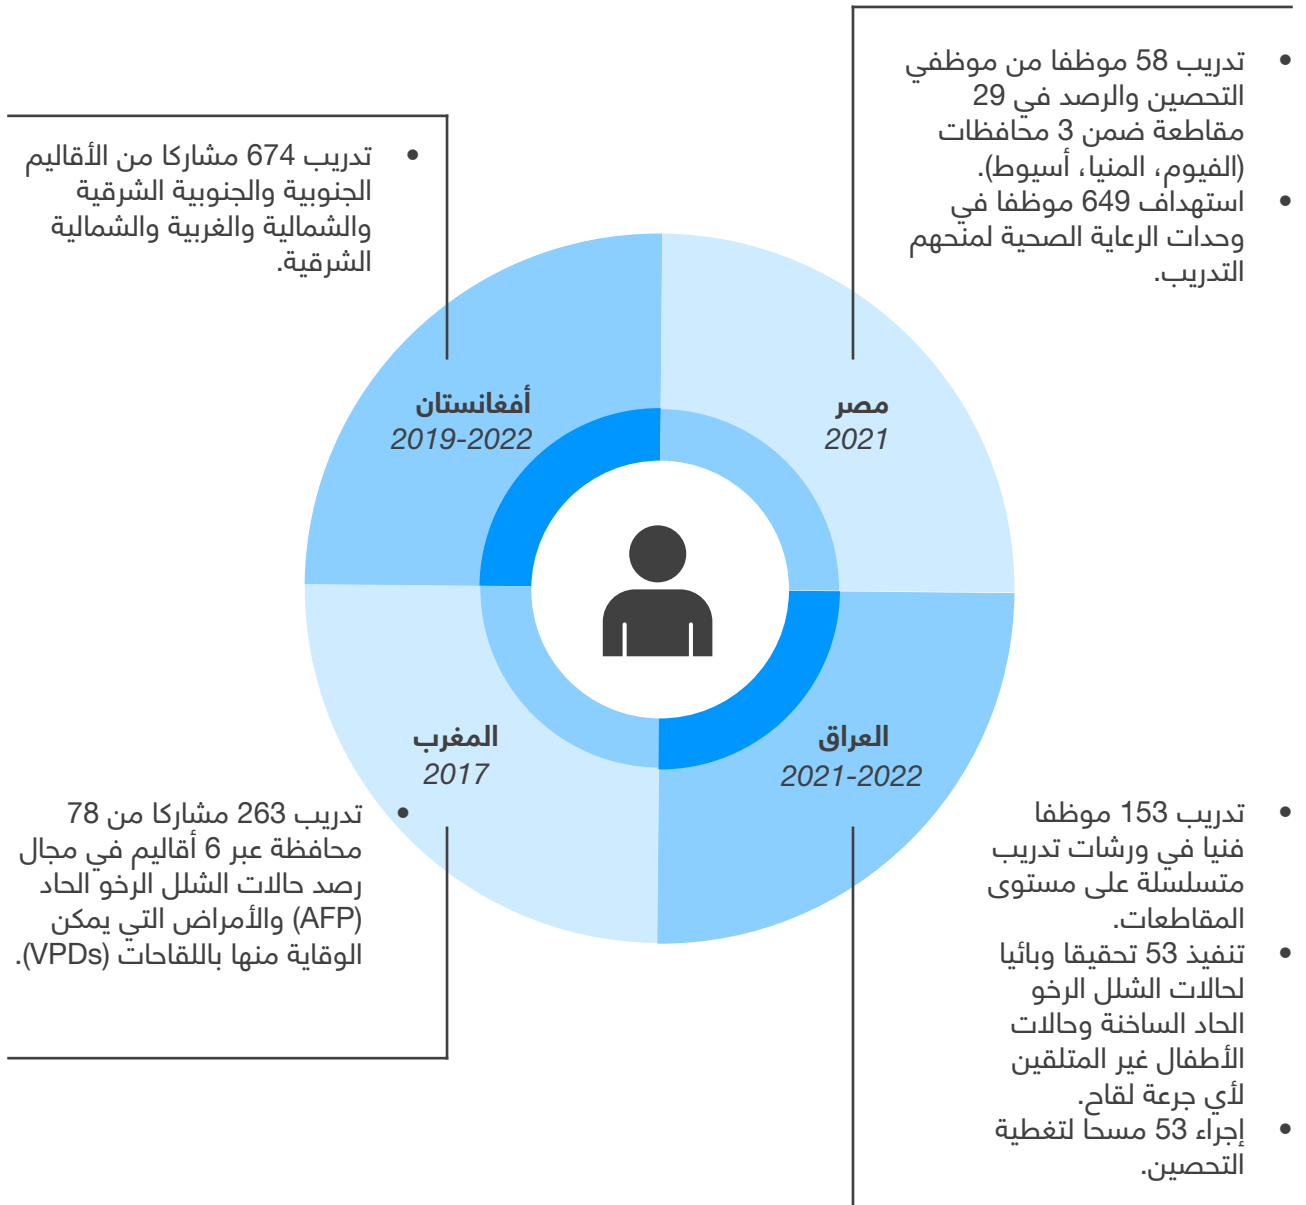 • تدريب 58 موظفا من موظفي
التحصين والرصد في 29
مقاطعة ضمن 3 محافظات
(الفيوم، المنيا، أسيوط).
• استهداف 649 موظفا في
وحدات الرعاية الصحية لمنحهم
التدريب.
مصر
2021
• تدريب 674 مشاركا من الأقاليم
الجنوبية والجنوبية الشرقية
والشمالية والغربية والشمالية
الشرقية.
أفغانستان
2019-2022
العراق
2021-2022
• تدريب 153 موظفا
فنيا في ورشات تدريب
متسلسلة على مستوى
المقاطعات.
• تنفيذ 53 تحقيقا وبائيا
لحالات الشلل الرخو
الحاد الساخنة وحالات
الأطفال غير المتلقين
لأي جرعة لقاح.
• إجراء 53 مسحا لتغطية
التحصين.
المغرب
2017
• تدريب 263 مشاركا من 78
محافظة عبر 6 أقاليم في مجال
رصد حالات الشلل الرخو الحاد
(AFP) والأمراض التي يمكن
الوقاية منها باللقاحات (VPDs).